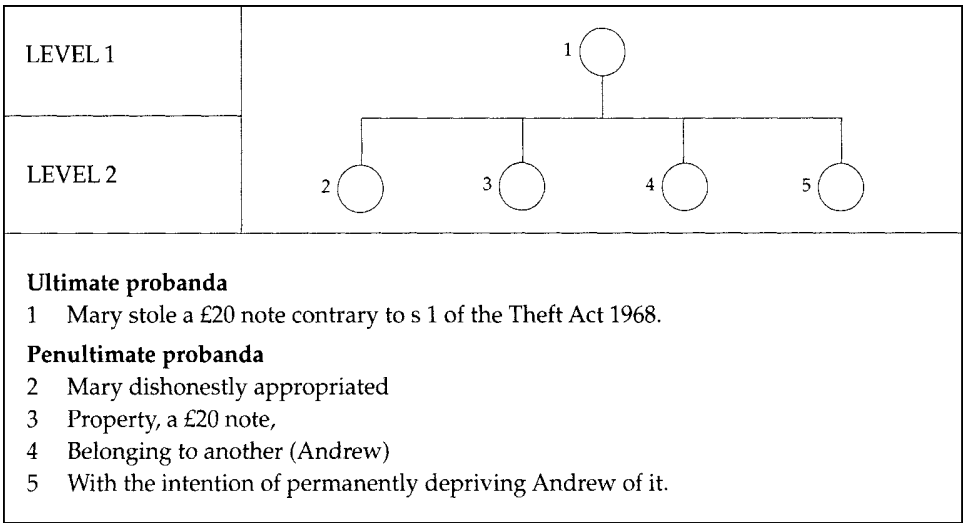 LEVEL 1
1
LEVEL 2
2 3 4 5
Ultimate probanda
1 Mary stole a £20 note contrary to s 1 of the Theft Act 1968.
Penultimate probanda
2 Mary dishonestly appropriated
3 Property, a £20 note,
4 Belonging to another (Andrew)
5 With the intention of permanently depriving Andrew of it.